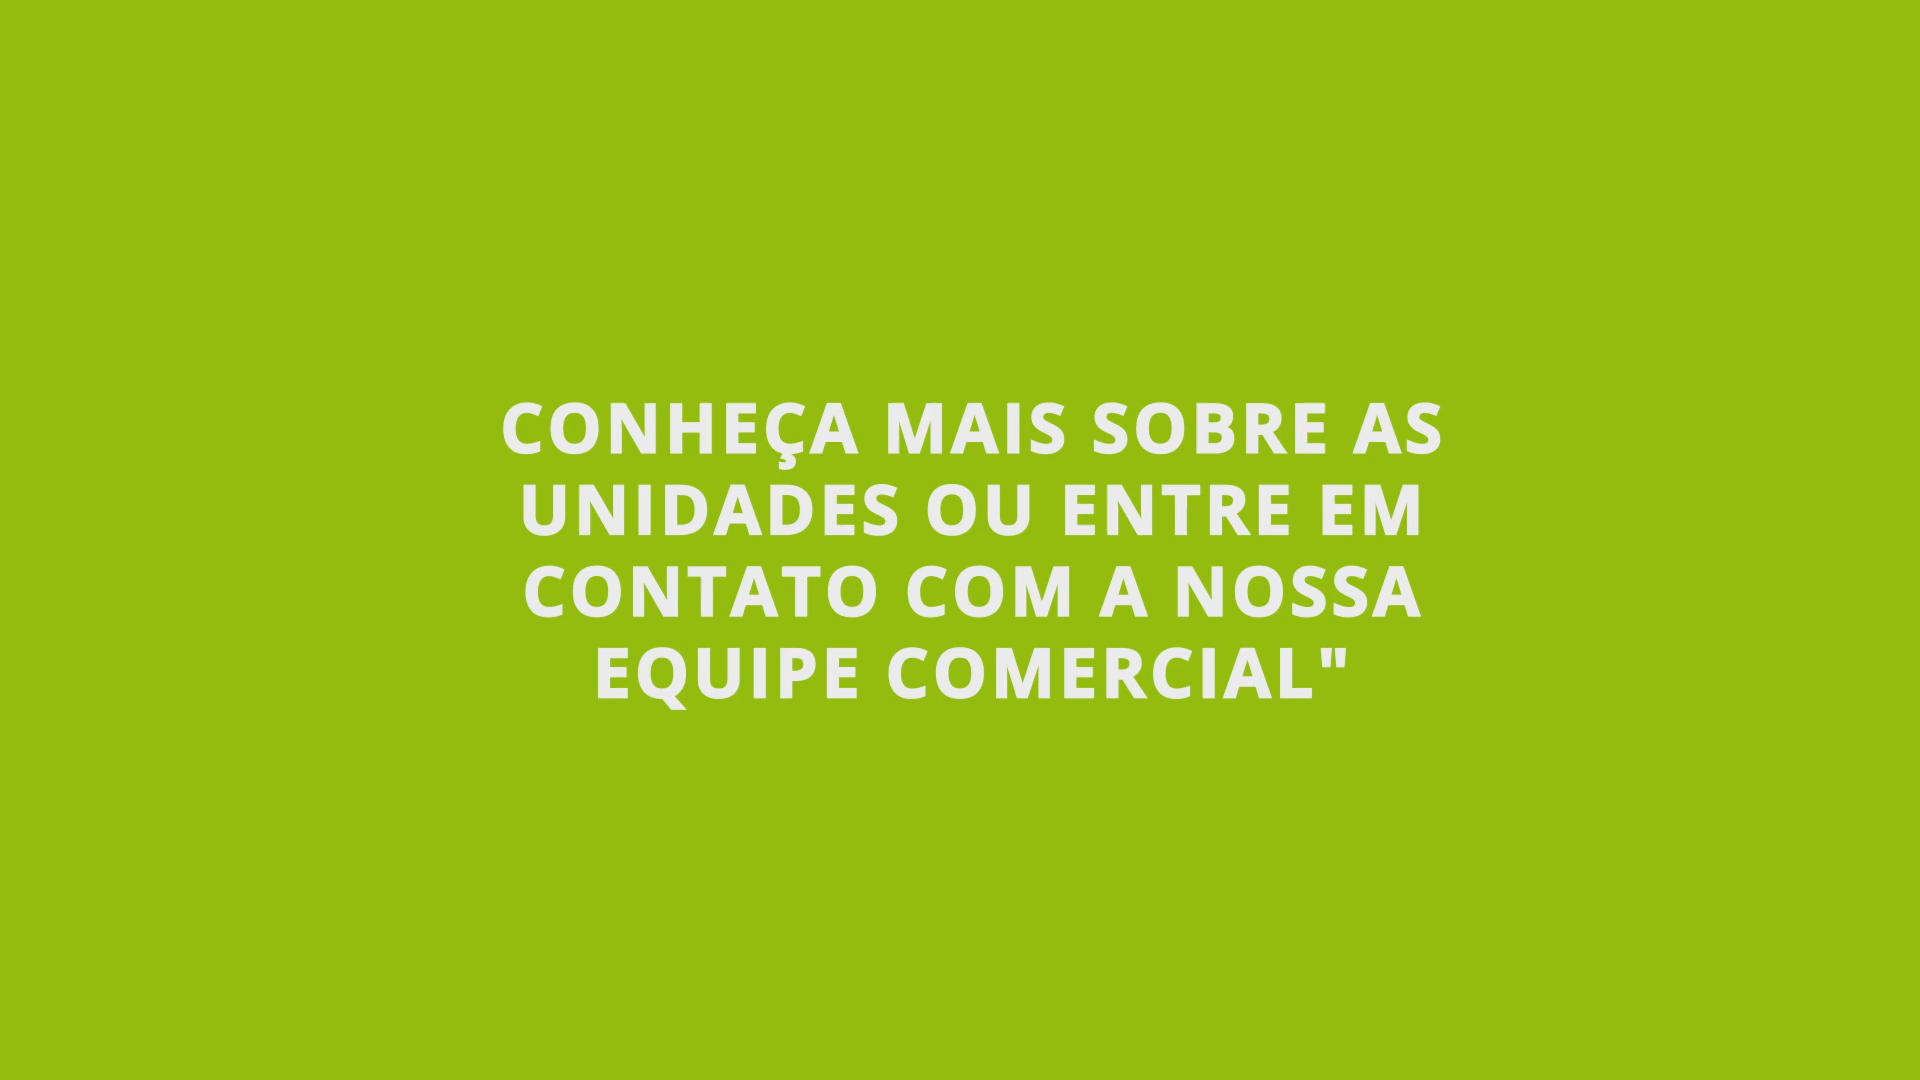 CONHEÇA MAIS SOBRE AS
UNIDADES OU ENTRE EM
CONTATO COM A NOSSA
EQUIPE COMERCIAL"